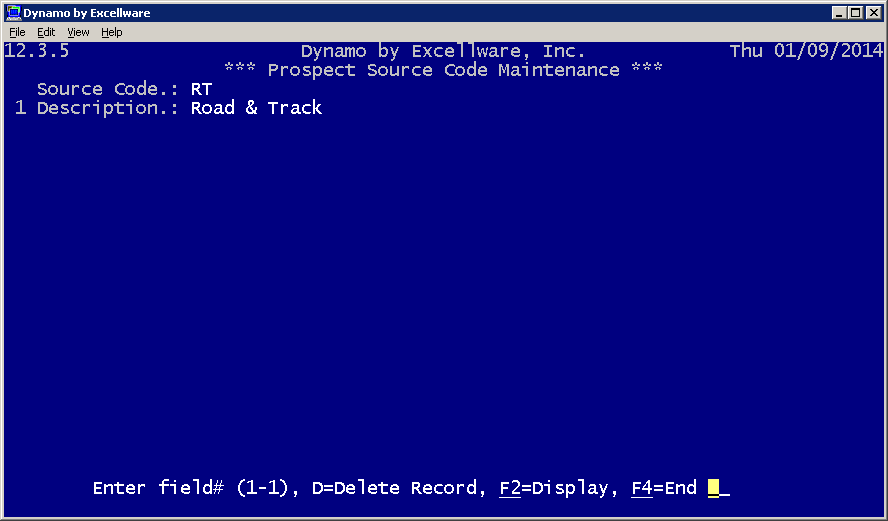 Dynamo by Excellware
File Edit View Help
12.3.5 Dynamo by Excellware, Inc. Thu 01/09/2014
*** Prospect Source Code Maintenance ***
Source Code.: RT
1 Description.: Road & Track
Enter field# (1-1), D=Delete Record, F2=Display, F4=End